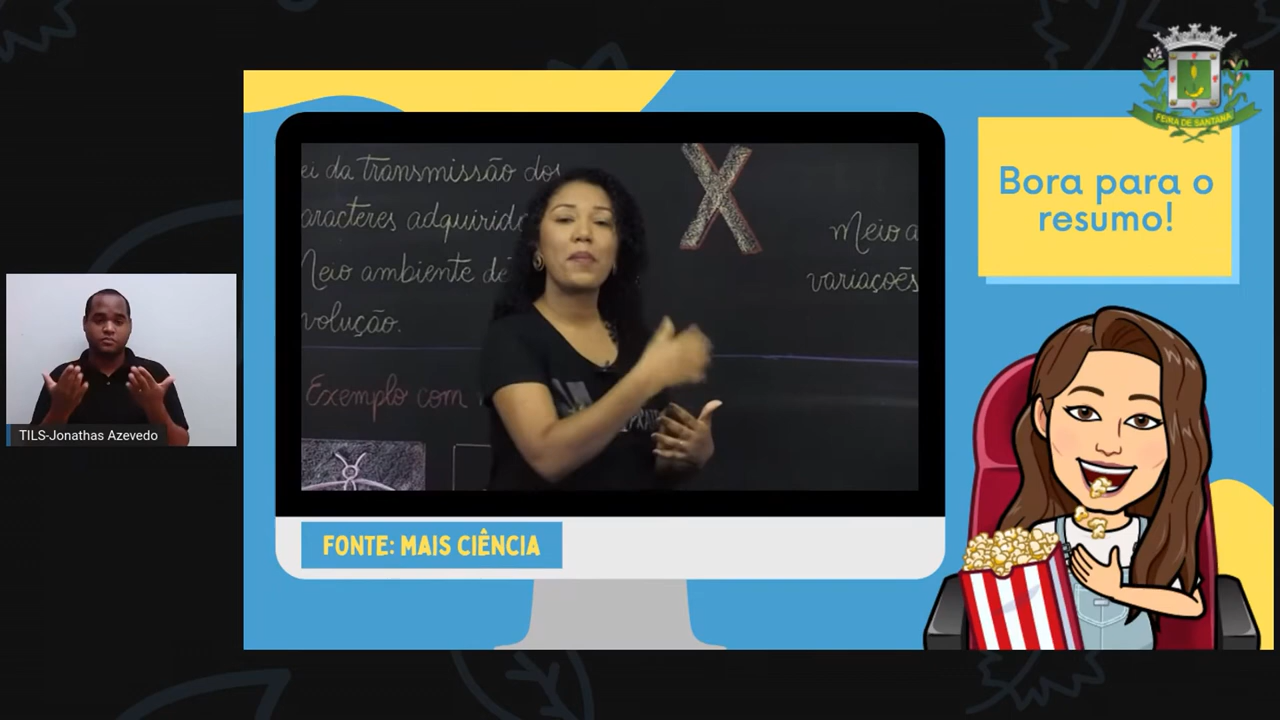 FEIRA DE SANTANA
Bora para o
resumo!
ei da transmissão dos
aracteres adquirido
Meio ambiente
volução.
Exemplo com
X
Meio a
variações
TILS-Jonathas Azevedo
FONTE: MAIS CIÊNCIA